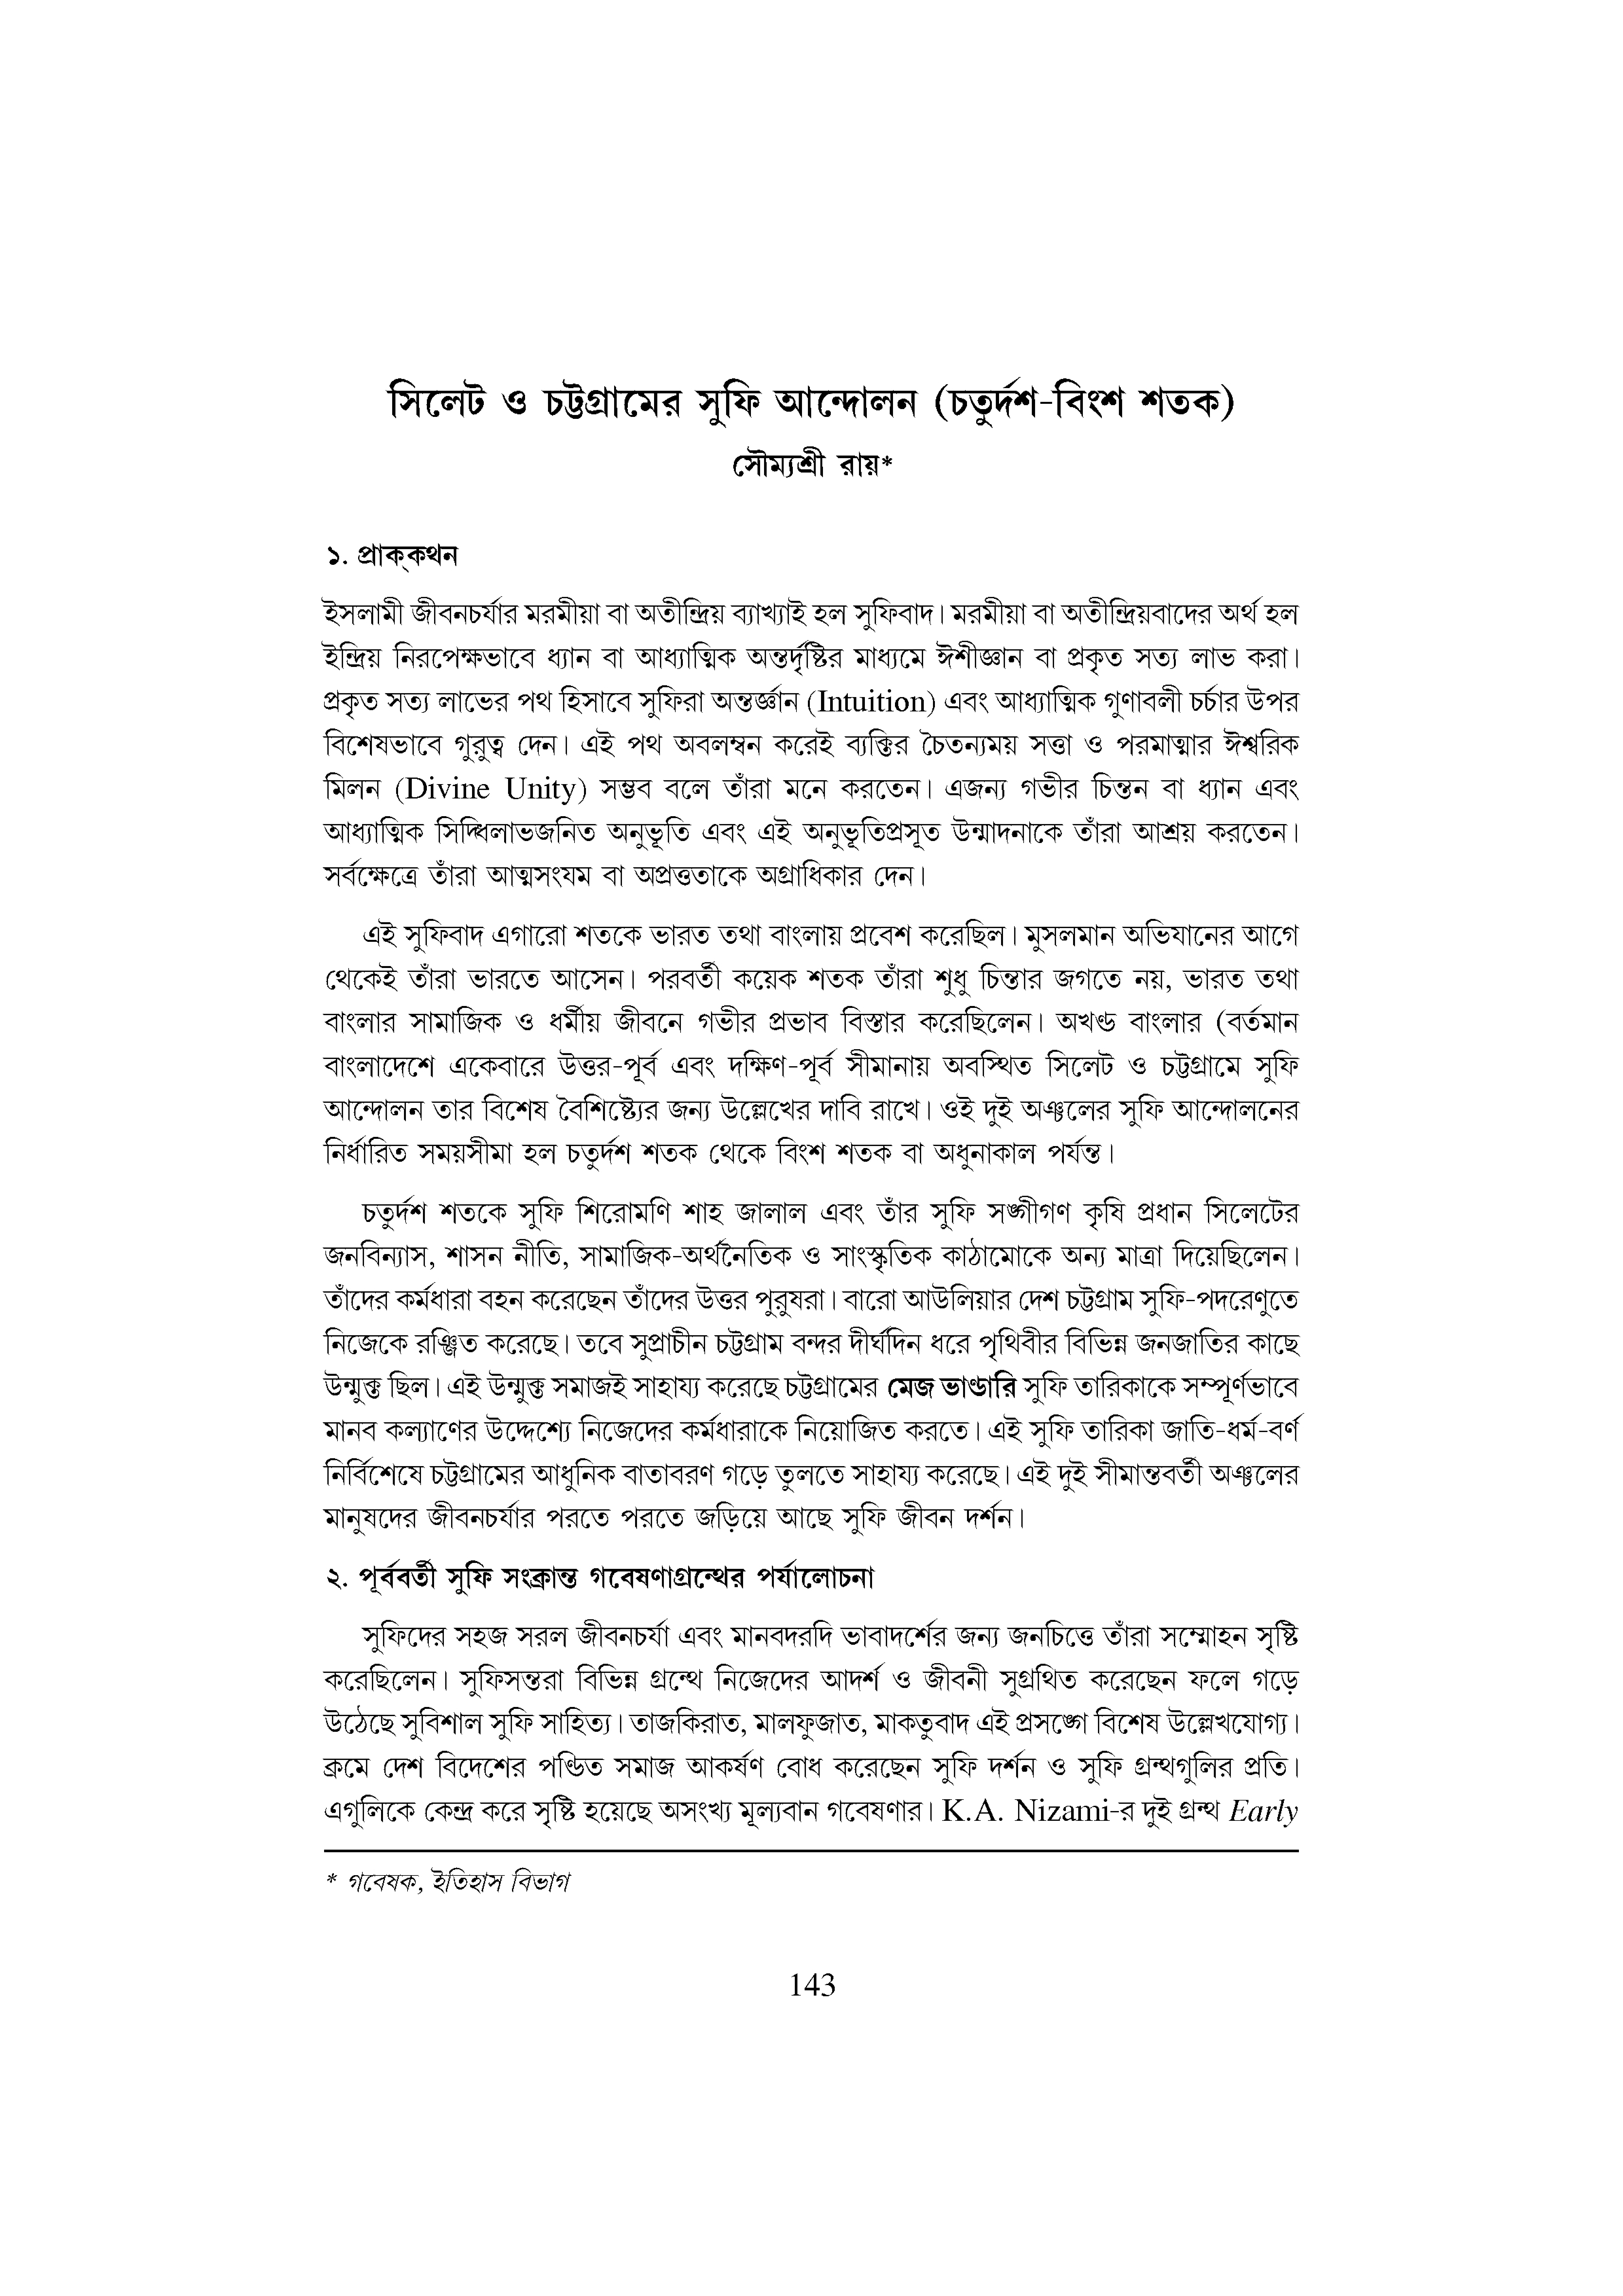 সিলেট ও চট্টগ্রামের সুফি আন্দোলন (চতুর্দশ-বিংশ শতক)
সৌম্যশ্রী রায়*
১. প্রাক্‌কথন
ইসলামী জীবনচর্যার মরমীয়া বা অতীন্দ্রিয় ব্যাখ্যাই হল সুফিবাদ। মরমীয়া বা অতীন্দ্রিয়বাদের অর্থ হল
ইন্দ্রিয় নিরপেক্ষভাবে ধ্যান বা আধ্যাত্মিক অন্তর্দৃষ্টির মাধ্যমে ঈশীজ্ঞান বা প্রকৃত সত্য লাভ করা।
প্রকৃত সত্য লাভের পথ হিসাবে সুফিরা অন্তর্জ্ঞান (Intuition) এবং আধ্যাত্মিক গুণাবলী চর্চার উপর
বিশেষভাবে গুরুত্ব দেন। এই পথ অবলম্বন করেই ব্যক্তির চৈতন্যময় সত্তা ও পরমাত্মার ঈশ্বরিক
মিলন (Divine Unity) সম্ভব বলে তাঁরা মনে করতেন। এজন্য গভীর চিন্তন বা ধ্যান এবং
আধ্যাত্মিক সিদ্ধিলাভজনিত অনুভূতি এবং এই অনুভূতিপ্রসূত উন্মাদনাকে তাঁরা আশ্রয় করতেন।
সর্বক্ষেত্রে তাঁরা আত্মসংযম বা অপ্রত্ততাকে অগ্রাধিকার দেন।
এই সুফিবাদ এগারো শতকে ভারত তথা বাংলায় প্রবেশ করেছিল। মুসলমান অভিযানের আগে
থেকেই তাঁরা ভারতে আসেন। পরবর্তী কয়েক শতক তাঁরা শুধু চিন্তার জগতে নয়, ভারত তথা
বাংলার সামাজিক ও ধর্মীয় জীবনে গভীর প্রভাব বিস্তার করেছিলেন। অখণ্ড বাংলার (বর্তমান
বাংলাদেশে একেবারে উত্তর-পূর্ব এবং দক্ষিণ-পূর্ব সীমানায় অবস্থিত সিলেট ও চট্টগ্রামে সুফি
আন্দোলন তার বিশেষ বৈশিষ্ট্যের জন্য উল্লেখের দাবি রাখে। ওই দুই অঞ্চলের সুফি আন্দোলনের
নির্ধারিত সময়সীমা হল চতুর্দশ শতক থেকে বিংশ শতক বা অধুনাকাল পর্যন্ত।
চতুর্দশ শতকে সুফি শিরোমণি শাহ জালাল এবং তাঁর সুফি সঙ্গীগণ কৃষি প্রধান সিলেটের
জনবিন্যাস, শাসন নীতি, সামাজিক-অর্থনৈতিক ও সাংস্কৃতিক কাঠামোকে অন্য মাত্রা দিয়েছিলেন।
তাঁদের কর্মধারা বহন করেছেন তাঁদের উত্তর পুরুষরা। বারো আউলিয়ার দেশ চট্টগ্রাম সুফি-পদরেণুতে
নিজেকে রঞ্জিত করেছে। তবে সুপ্রাচীন চট্টগ্রাম বন্দর দীর্ঘদিন ধরে পৃথিবীর বিভিন্ন জনজাতির কাছে
উন্মুক্ত ছিল। এই উন্মুক্ত সমাজই সাহায্য করেছে চট্টগ্রামের মেজ ভাণ্ডারি সুফি তারিকাকে সম্পূর্ণভাবে
মানব কল্যাণের উদ্দেশ্যে নিজেদের কর্মধারাকে নিয়োজিত করতে। এই সুফি তারিকা জাতি-ধর্ম-বর্ণ
নির্বিশেষে চট্টগ্রামের আধুনিক বাতাবরণ গড়ে তুলতে সাহায্য করেছে। এই দুই সীমান্তবর্তী অঞ্চলের
মানুষদের জীবনচর্যার পরতে পরতে জড়িয়ে আছে সুফি জীবন দর্শন।
২. পূর্ববর্তী সুফি সংক্রান্ত গবেষণাগ্রন্থের পর্যালোচনা
সুফিদের সহজ সরল জীবনচর্যা এবং মানবদরদি ভাবাদর্শের জন্য জনচিত্তে তাঁরা সম্মোহন সৃষ্টি
করেছিলেন। সুফিসন্তরা বিভিন্ন গ্রন্থে নিজেদের আদর্শ ও জীবনী সুগ্রথিত করেছেন ফলে গড়ে
উঠেছে সুবিশাল সুফি সাহিত্য। তাজকিরাত, মালফুজাত, মাকতুবাদ এই প্রসঙ্গে বিশেষ উল্লেখযোগ্য।
ক্রমে দেশ বিদেশের পণ্ডিত সমাজ আকর্ষণ বোধ করেছেন সুফি দর্শন ও সুফি গ্রন্থগুলির প্রতি।
এগুলিকে কেন্দ্র করে সৃষ্টি হয়েছে অসংখ্য মূল্যবান গবেষণার। K.A. Nizami-র দুই গ্রন্থ Early
* গবেষক, ইতিহাস বিভাগ
143